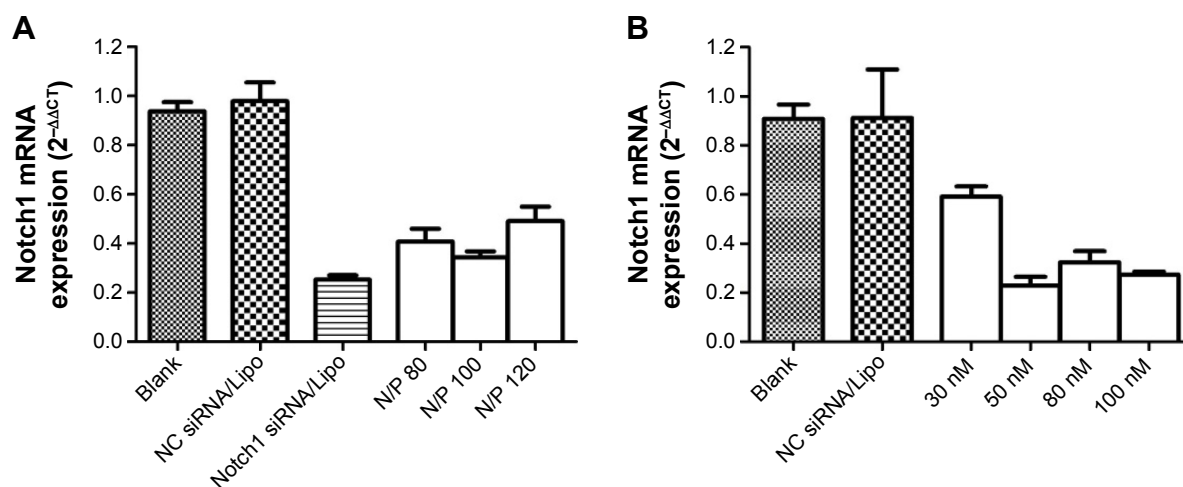 A
Notch1 mRNA
expression (2−ΔΔCT)
1.2
1.0
0.8
0.6
0.4
0.2
0.0
Blank
NC siRNA/Lipo
Notch1 siRNA/Lipo
N/P 80
N/P 100
N/P 120
B
Notch1 mRNA
expression (2−ΔΔCT)
1.2
1.0
0.8
0.6
0.4
0.2
0.0
Blank
NC siRNA/Lipo
30 nM
50 nM
80 nM
100 nM